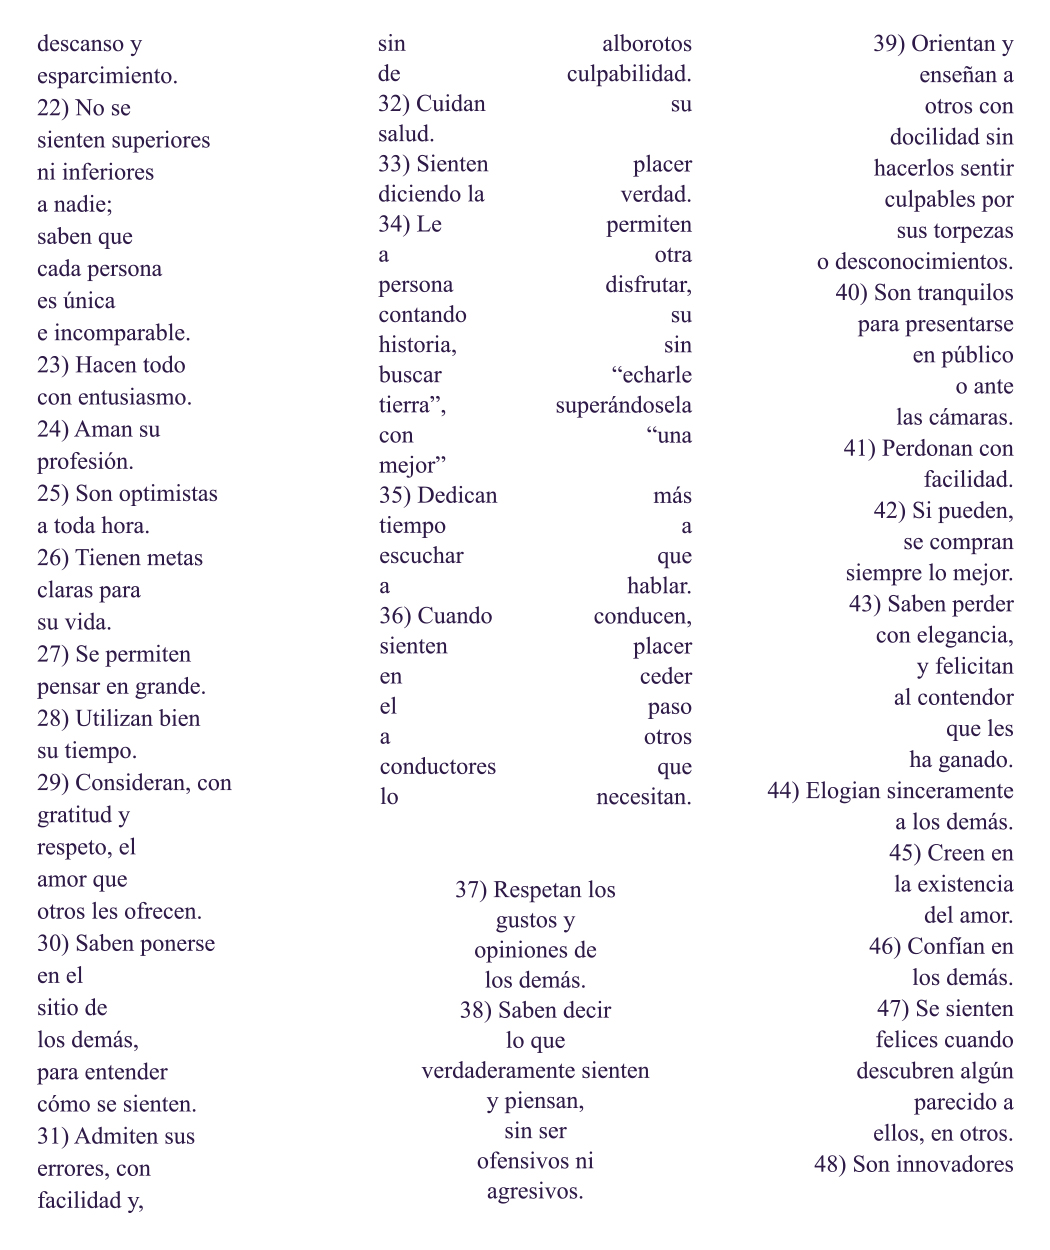 descanso y
esparcimiento.
22) No se
sienten superiores
ni inferiores
a nadie;
saben que
cada persona
es única
e incomparable.
23) Hacen todo
con entusiasmo.
24) Aman su
profesión.
25) Son optimistas
a toda hora.
26) Tienen metas
claras para
su vida.
27) Se permiten
pensar en grande.
28) Utilizan bien
su tiempo.
29) Consideran, con
gratitud y
respeto, el
amor que
otros les ofrecen.
30) Saben ponerse
en el
sitio de
los demás,
para entender
cómo se sienten.
31) Admiten sus
errores, con
facilidad y,
sin alborotos
de culpabilidad.
32) Cuidan su
salud.
33) Sienten placer
diciendo la verdad.
34) Le permiten
a otra
persona disfrutar,
contando su
historia, sin
buscar “echarle
tierra”, superándosela
con “una
mejor”
35) Dedican más
tiempo a
escuchar que
a hablar.
36) Cuando conducen,
sienten placer
en ceder
el paso
a otros
conductores que
lo necesitan.
37) Respetan los
gustos y
opiniones de
los demás.
38) Saben decir
lo que
verdaderamente sienten
y piensan,
sin ser
ofensivos ni
agresivos.
39) Orientan y
enseñan a
otros con
docilidad sin
hacerlos sentir
culpables por
sus torpezas
o desconocimientos.
40) Son tranquilos
para presentarse
en público
o ante
las cámaras.
41) Perdonan con
facilidad.
42) Si pueden,
se compran
siempre lo mejor.
43) Saben perder
con elegancia,
y felicitan
al contendor
que les
ha ganado.
44) Elogian sinceramente
a los demás.
45) Creen en
la existencia
del amor.
46) Confían en
los demás.
47) Se sienten
felices cuando
descubren algún
parecido a
ellos, en otros.
48) Son innovadores